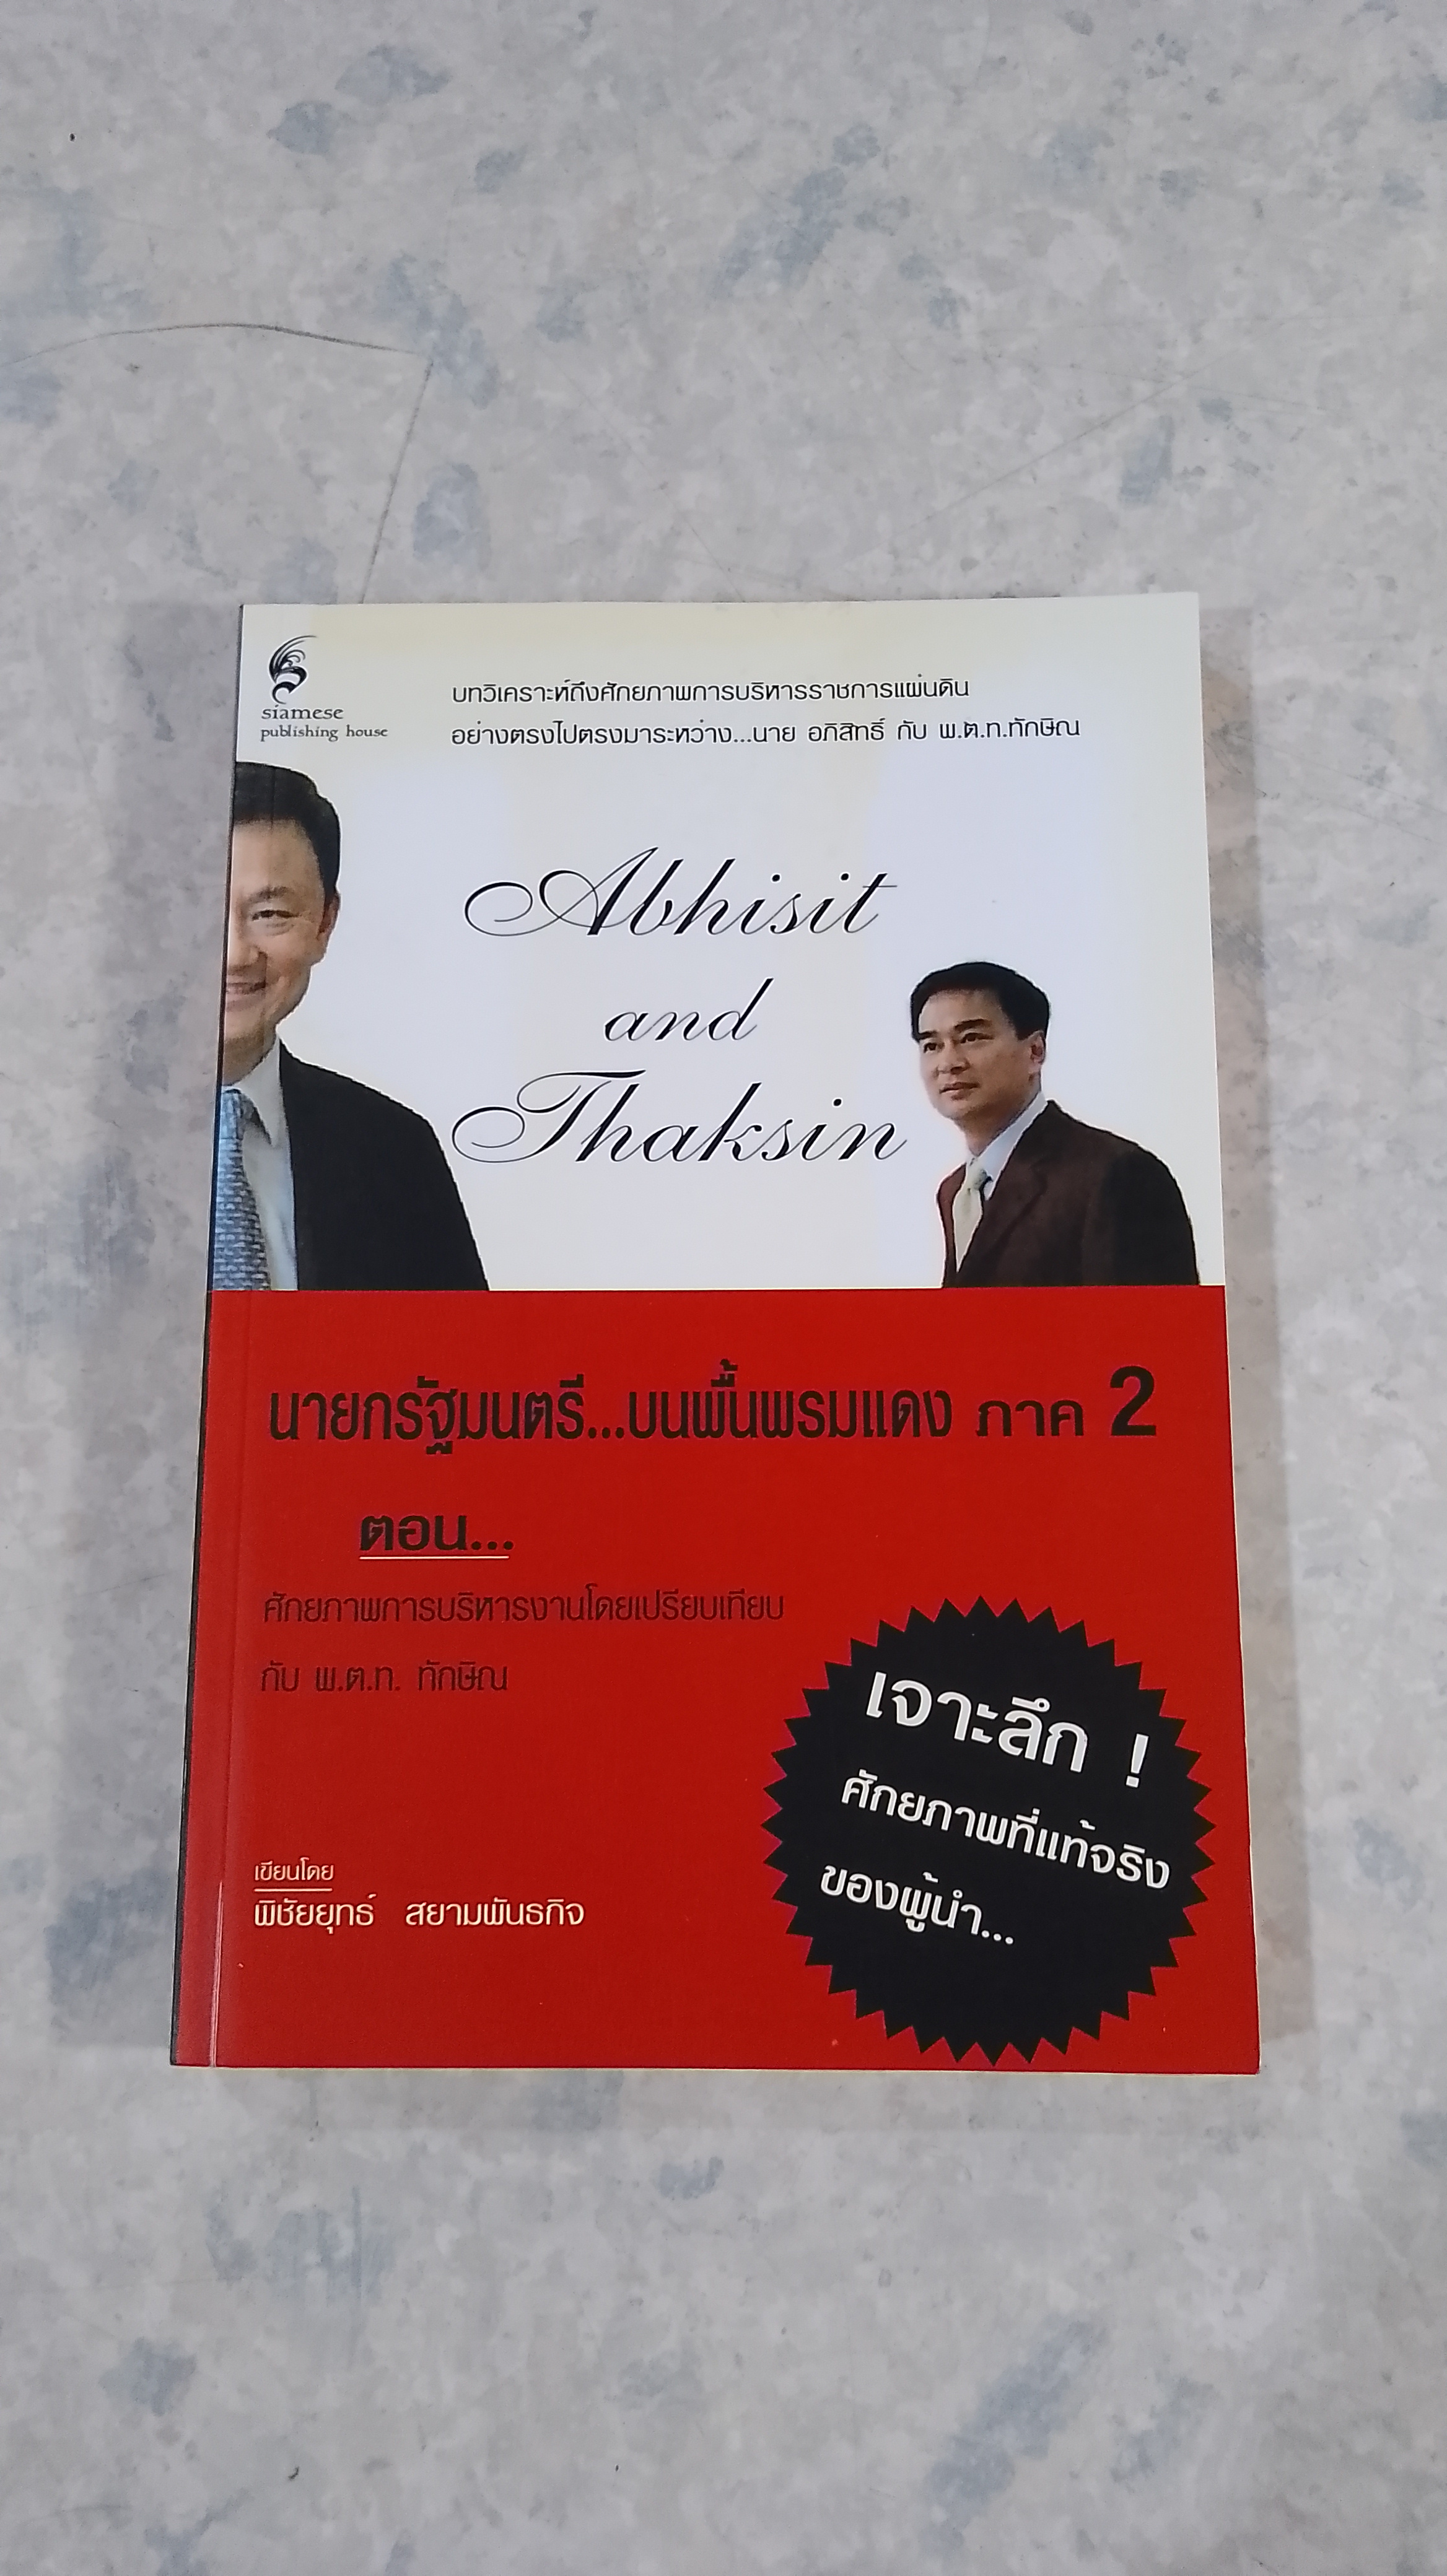 siamese
publishing house
บทวิเคราะห์ถึงศักยภาพการบริหารราชการแผ่นดิน
อย่างตรงไปตรงมาระหว่าง...นาย อภิสิทธิ์ กับ พ.ต.ท.ทักษิณ
Abhisit
and
Thaksin
นายกรัฐมนตรี...บนพื้นพรมแดง ภาค 2
ตอน...
ศักยภาพการบริหารงานโดยเปรียบเทียบ
กับ พ.ต.ท. ทักษิณ
เจาะลึก !
ศักยภาพที่แท้จริง
ของผู้นำ...
เขียนโดย
พิชัยยุทธ์ สยามพันธกิจ